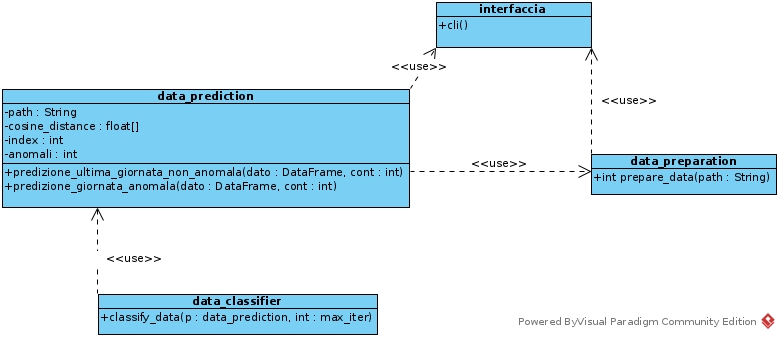 interfaccia
+cli()
<<use>>
data_prediction
-path : String
-cosine_distance : float[]
-index : int
-anomali : int
+predizione_ultima_giornata_non_anomala(dato : DataFrame, cont : int)
+predizione_giornata_anomala(dato : DataFrame, cont : int)
<<use>>
<<use>>
data_preparation
+int prepare_data(path : String)
<<use>>
data_classifier
+classify_data(p : data_prediction, int : max_iter)
Powered ByVisual Paradigm Community Edition